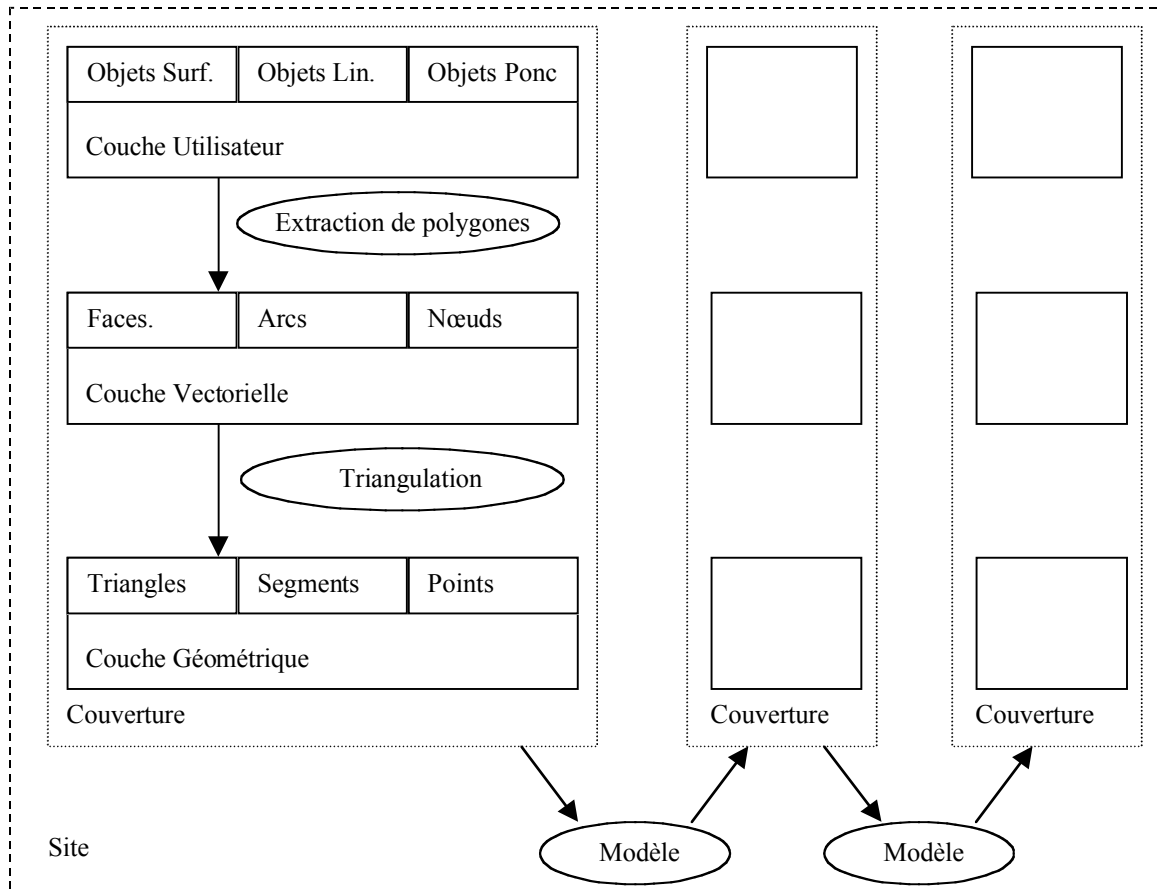 Objets Surf.
Objets Lin.
Objets Ponc
Couche Utilisateur
Extraction de polygones
Faces.
Arcs
Nœuds
Couche Vectorielle
Triangulation
Triangles
Segments
Points
Couche Géométrique
Couverture
Couverture
Couverture
Site
Modèle
Modèle